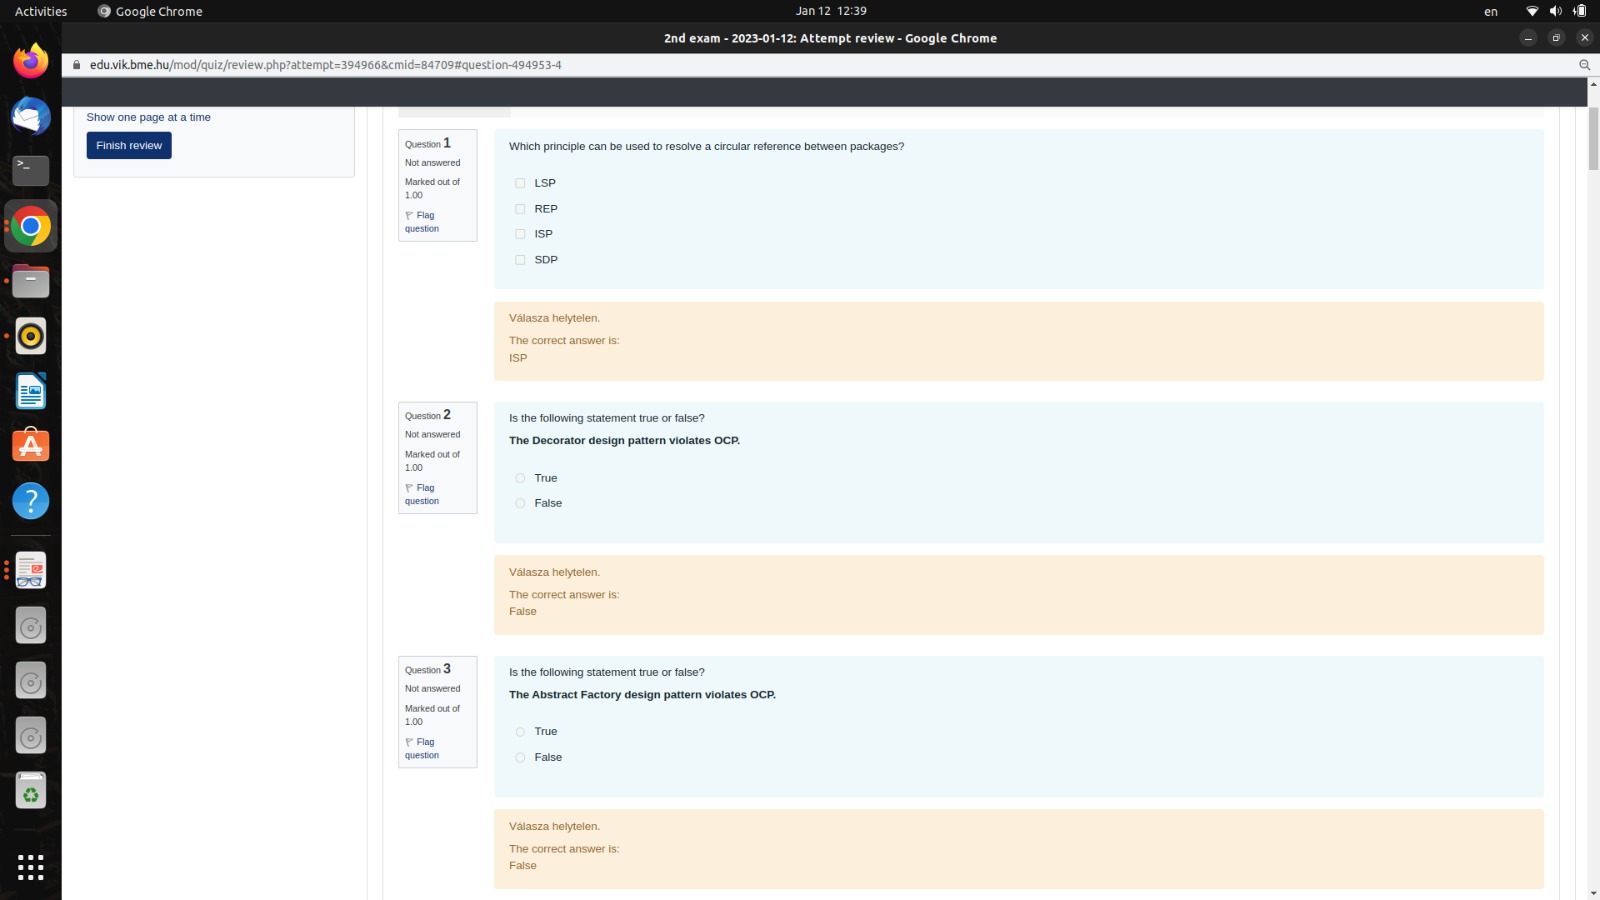 Activities
Google Chrome
Jan 12 12:39
en
2nd exam - 2023-01-12: Attempt review - Google Chrome
edu.vik.bme.hu/mod/quiz/review.php?attempt=394966&cmid=84709#question-494953-4
Show one page at a time
Finish review
Question 1
Not answered
Marked out of
1.00
Flag
question
Which principle can be used to resolve a circular reference between packages?
LSP
REP
ISP
SDP
Válasza helytelen.
The correct answer is:
ISP
Question 2
Not answered
Marked out of
1.00
Flag
question
Is the following statement true or false?
The Decorator design pattern violates OCP.
True
False
Válasza helytelen.
The correct answer is:
False
Question 3
Not answered
Marked out of
1.00
Flag
question
Is the following statement true or false?
The Abstract Factory design pattern violates OCP.
True
False
Válasza helytelen.
The correct answer is:
False